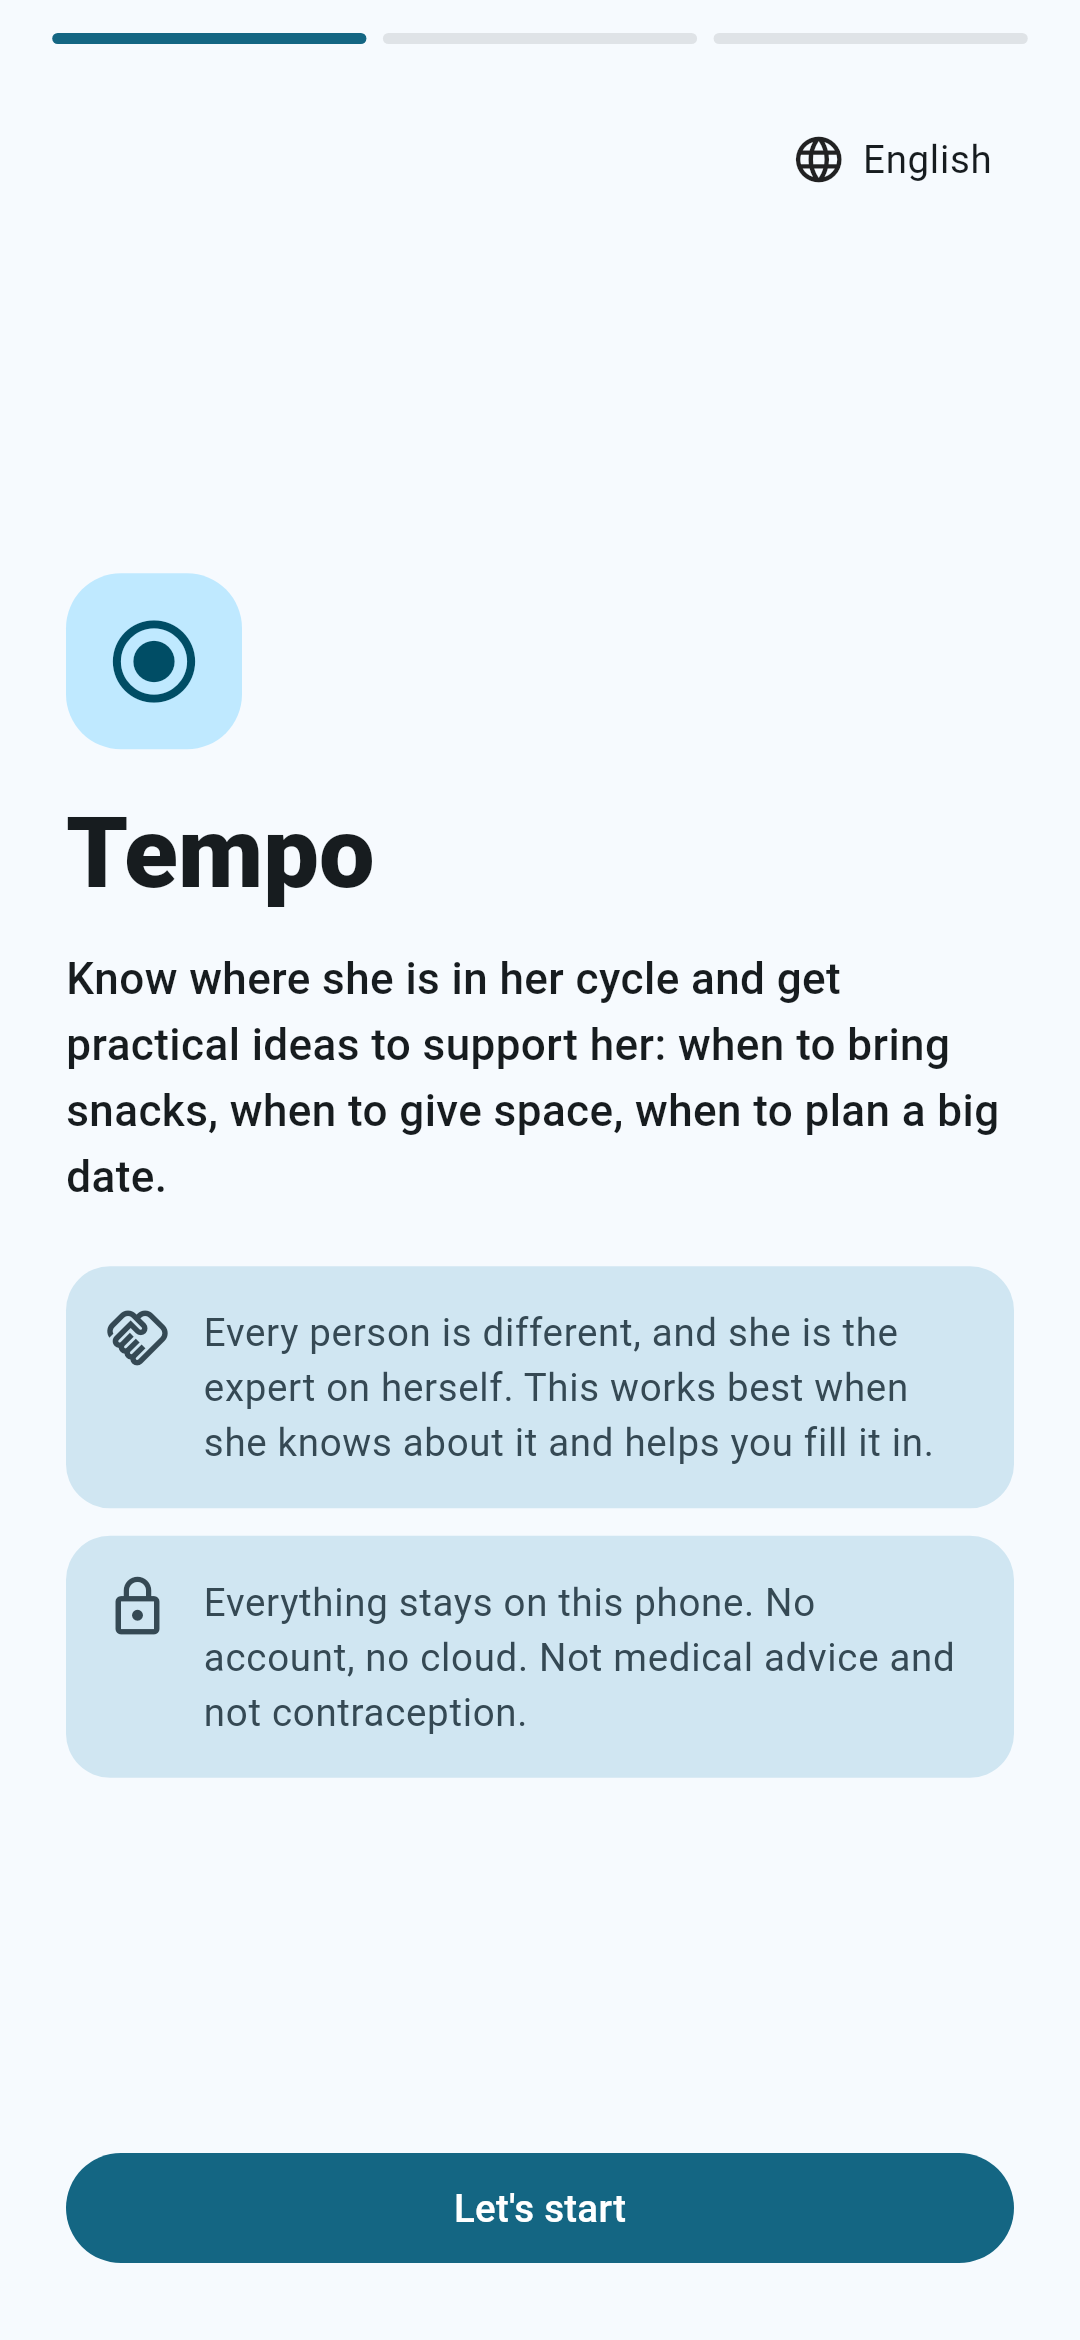 English
Tempo
Know where she is in her cycle and get
practical ideas to support her: when to bring
snacks, when to give space, when to plan a big
date.
Every person is different, and she is the
expert on herself. This works best when
she knows about it and helps you fill it in.
Everything stays on this phone. No
account, no cloud. Not medical advice and
not contraception.
Let's start